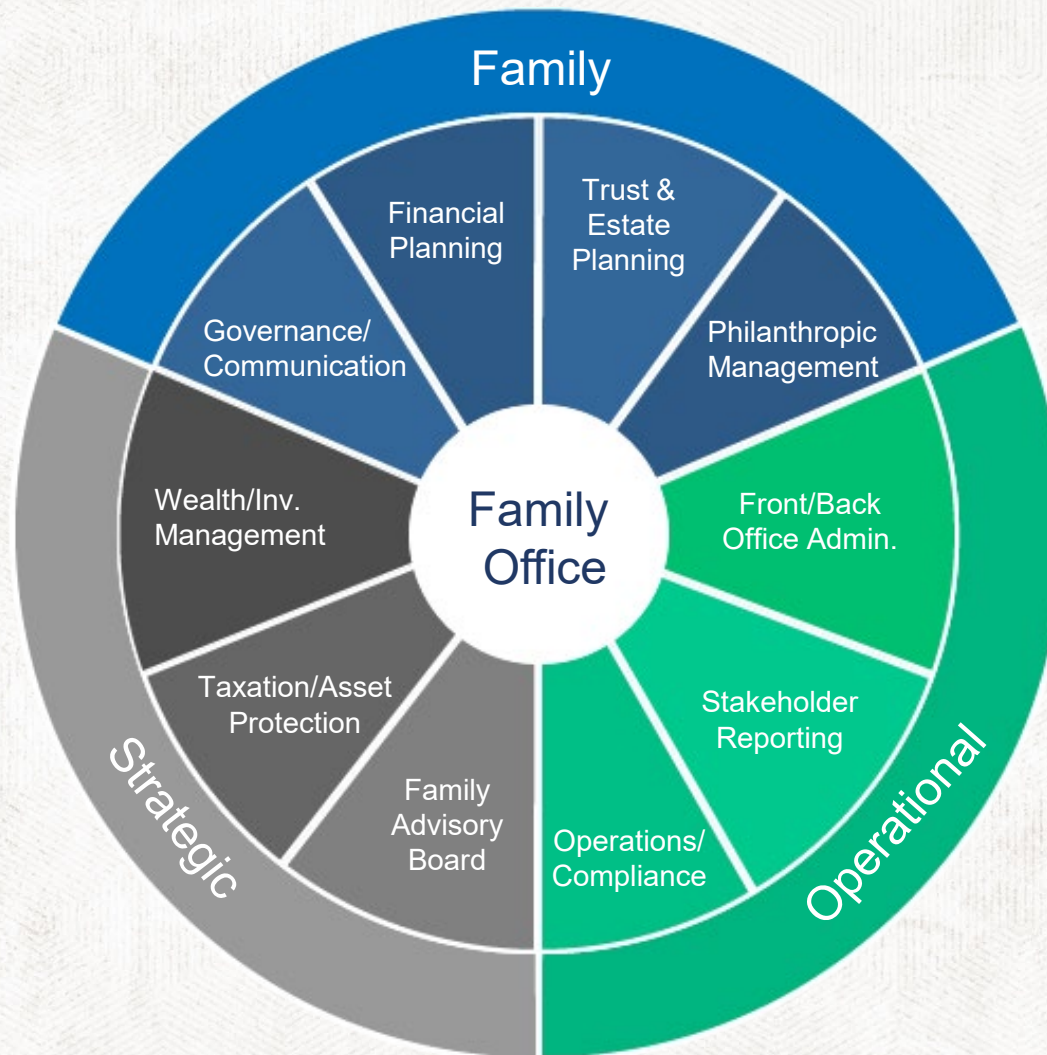 Family
Financial
Planning
Trust &
Estate
Planning
Governance/
Communication
Philanthropic
Management
Family
Office
Wealth/Inv.
Management
Front/Back
Office Admin.
Taxation/Asset
Protection
Stakeholder
Reporting
Family
Advisory
Board
Operations/
Compliance
Strategic
Operational